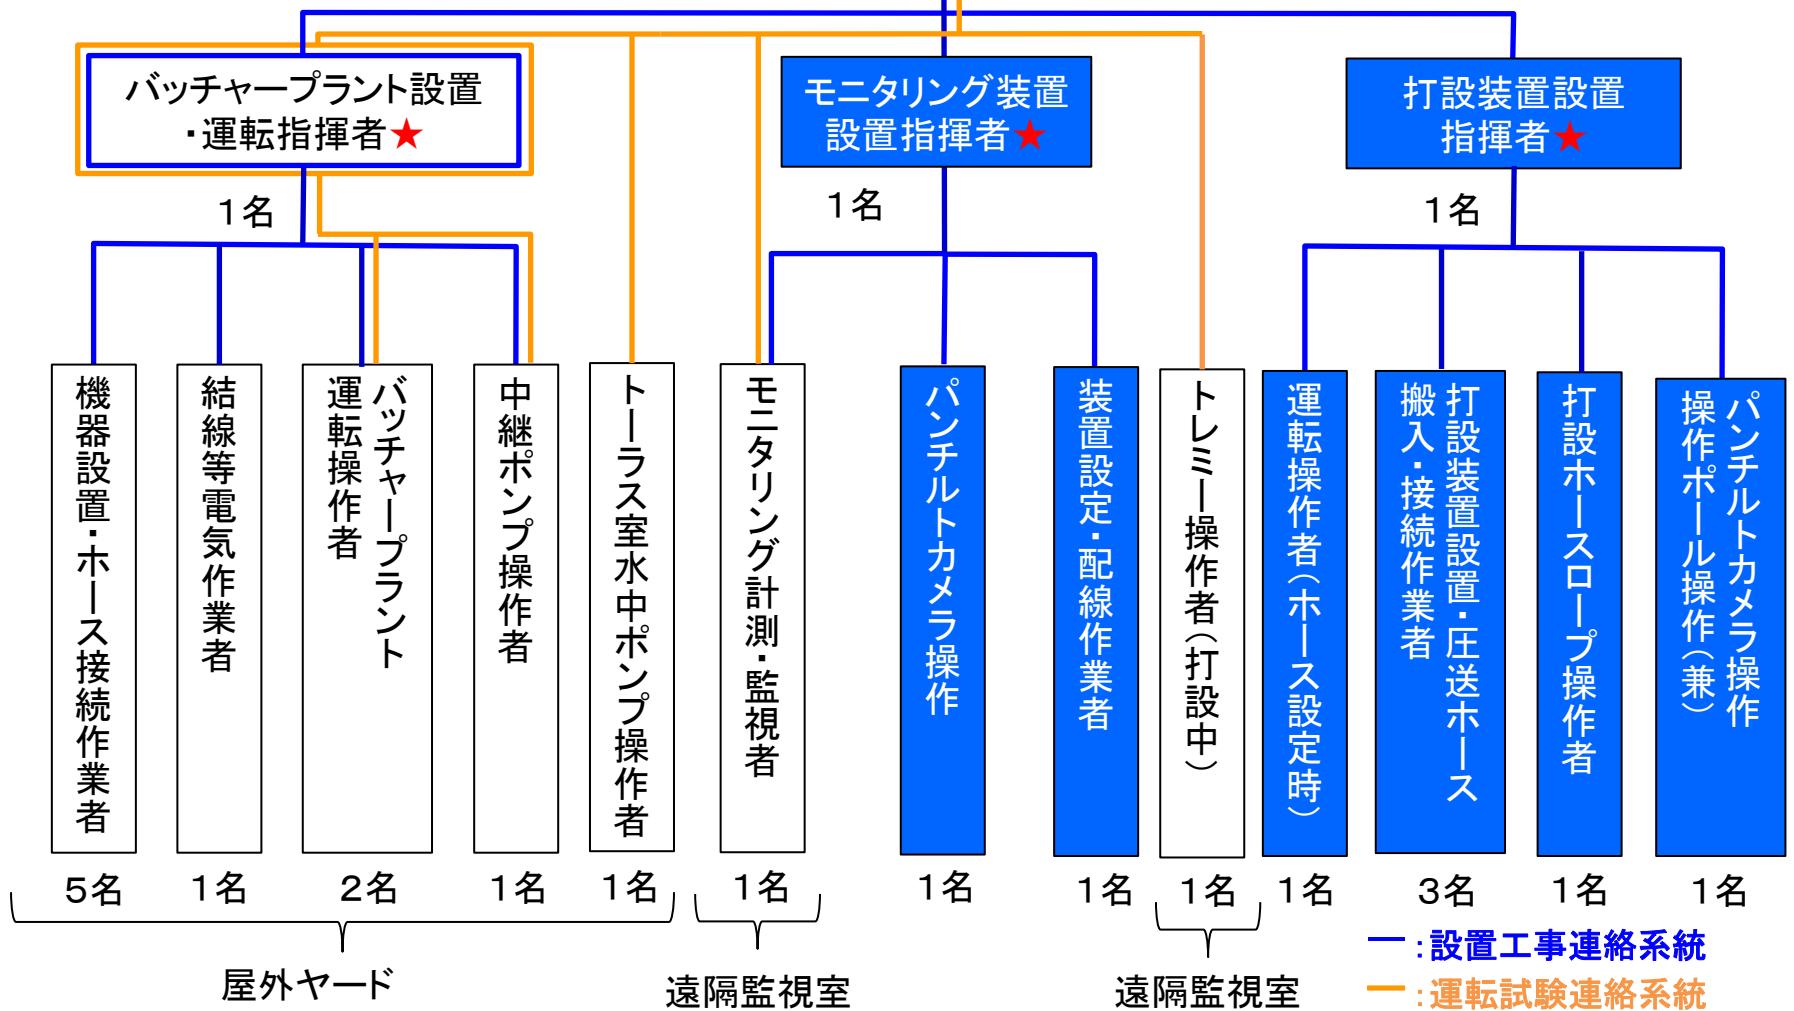 バッチャープラント設置
・運転指揮者★
1名
モニタリング装置
設置指揮者★
1名
打設装置設置
指揮者★
1名
機器設置・ホース接続作業者
5名
結線等電気作業者
1名
バッチャープラント
運転操作者
2名
中継ポンプ操作者
1名
トーラス室水中ポンプ操作者
1名
モニタリング計測・監視者
1名
パンチルトカメラ操作
1名
装置設定・配線作業者
1名
トレミー操作者(打設中)
1名
運転操作者(ホース設定時)
1名
打設装置設置・圧送ホース
搬入・接続作業者
3名
打設ホースロープ操作者
1名
パンチルトカメラ操作
操作ポール操作(兼)
1名
屋外ヤード
遠隔監視室
遠隔監視室
:設置工事連絡系統
:運転試験連絡系統